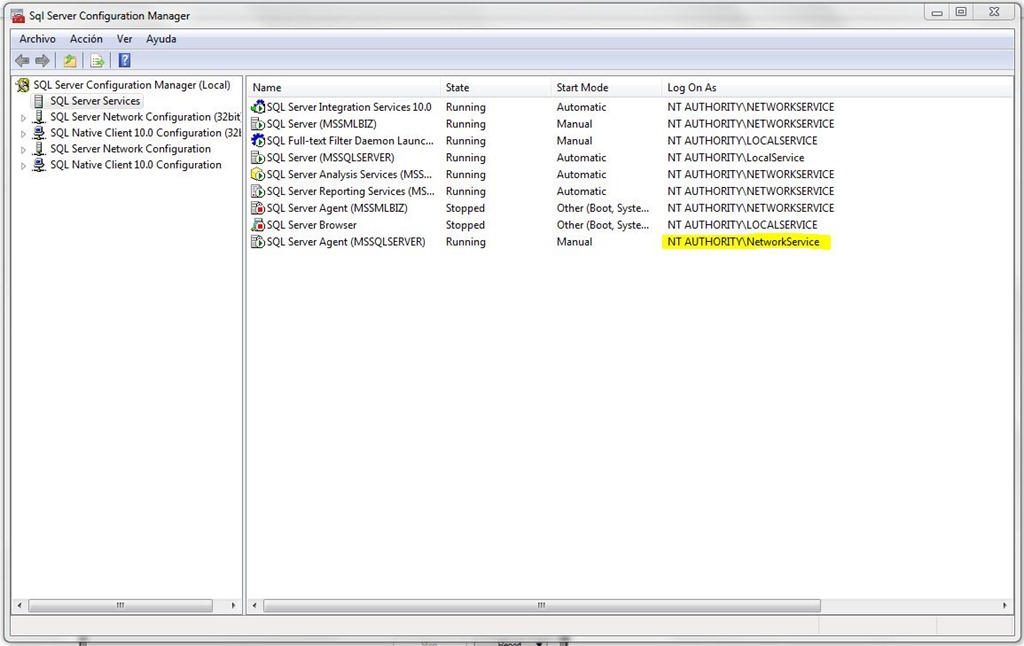 Sql Server Configuration Manager
Archivo Acción Ver Ayuda
SQL Server Configuration Manager (Local)
SQL Server Services
SQL Server Network Configuration (32bit
SQL Native Client 10.0 Configuration (32b
SQL Server Network Configuration
SQL Native Client 10.0 Configuration
Name State Start Mode Log On As
SQL Server Integration Services 10.0 Running Automatic NT AUTHORITY\NETWORKSERVICE
SQL Server (MSSMLBIZ) Running Manual NT AUTHORITY\NETWORKSERVICE
SQL Full-text Filter Daemon Launc... Running Manual NT AUTHORITY\LOCALSERVICE
SQL Server (MSSQLSERVER) Running Automatic NT AUTHORITY\LocalService
SQL Server Analysis Services (MSS... Running Automatic NT AUTHORITY\NETWORKSERVICE
SQL Server Reporting Services (MS... Running Automatic NT AUTHORITY\NETWORKSERVICE
SQL Server Agent (MSSMLBIZ) Stopped Other (Boot, Syste... NT AUTHORITY\NETWORKSERVICE
SQL Server Browser Stopped Other (Boot, Syste... NT AUTHORITY\LOCALSERVICE
SQL Server Agent (MSSQLSERVER) Running Manual NT AUTHORITY\NetworkService